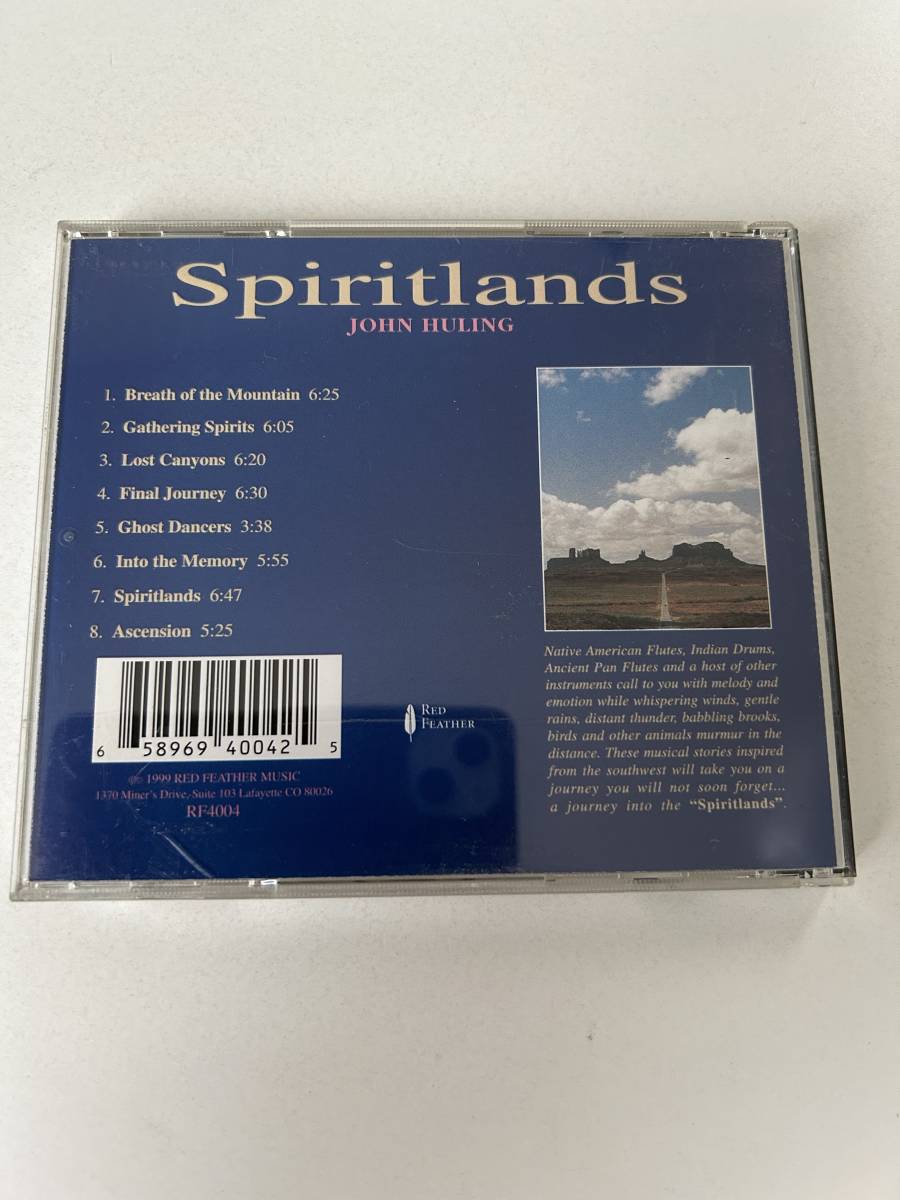 Spiritlands
JOHN HULING
1. Breath of the Mountain 6:25
2. Gathering Spirits 6:05
3. Lost Canyons 6:20
4. Final Journey 6:30
5. Ghost Dancers 3:38
6. Into the Memory 5:55
7. Spiritlands 6:47
8. Ascension 5:25
6 58969 40042 5
℗© 1999 RED FEATHER MUSIC
1370 Miner's Drive, Suite 103 Lafayette CO 80026
RF4004
RED
FEATHER
Native American Flutes, Indian Drums,
Ancient Pan Flutes and a host of other
instruments call to you with melody and
emotion while whispering winds, gentle
rains, distant thunder, babbling brooks,
birds and other animals murmur in the
distance. These musical stories inspired
from the southwest will take you on a
journey you will not soon forget...
a journey into the "Spiritlands".